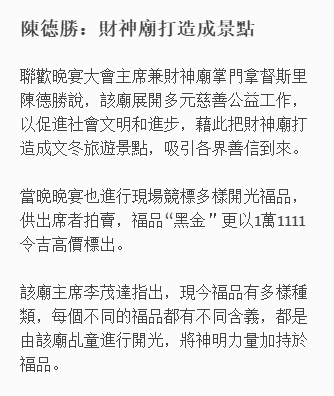 陳德勝：財神廟打造成景點
聯歡晚宴大會主席兼財神廟掌門拿督斯里
陳德勝說，該廟展開多元慈善公益工作，
以促進社會文明和進步，藉此把財神廟打
造成文冬旅遊景點，吸引各界善信到來。
當晚晚宴也進行現場競標多樣開光福品，
供出席者拍賣，福品“黑金＂更以1萬1111
令吉高價標出。
該廟主席李茂達指出，現今福品有多樣種
類，每個不同的福品都有不同含義，都是
由該廟乩童進行開光，將神明力量加持於
福品。